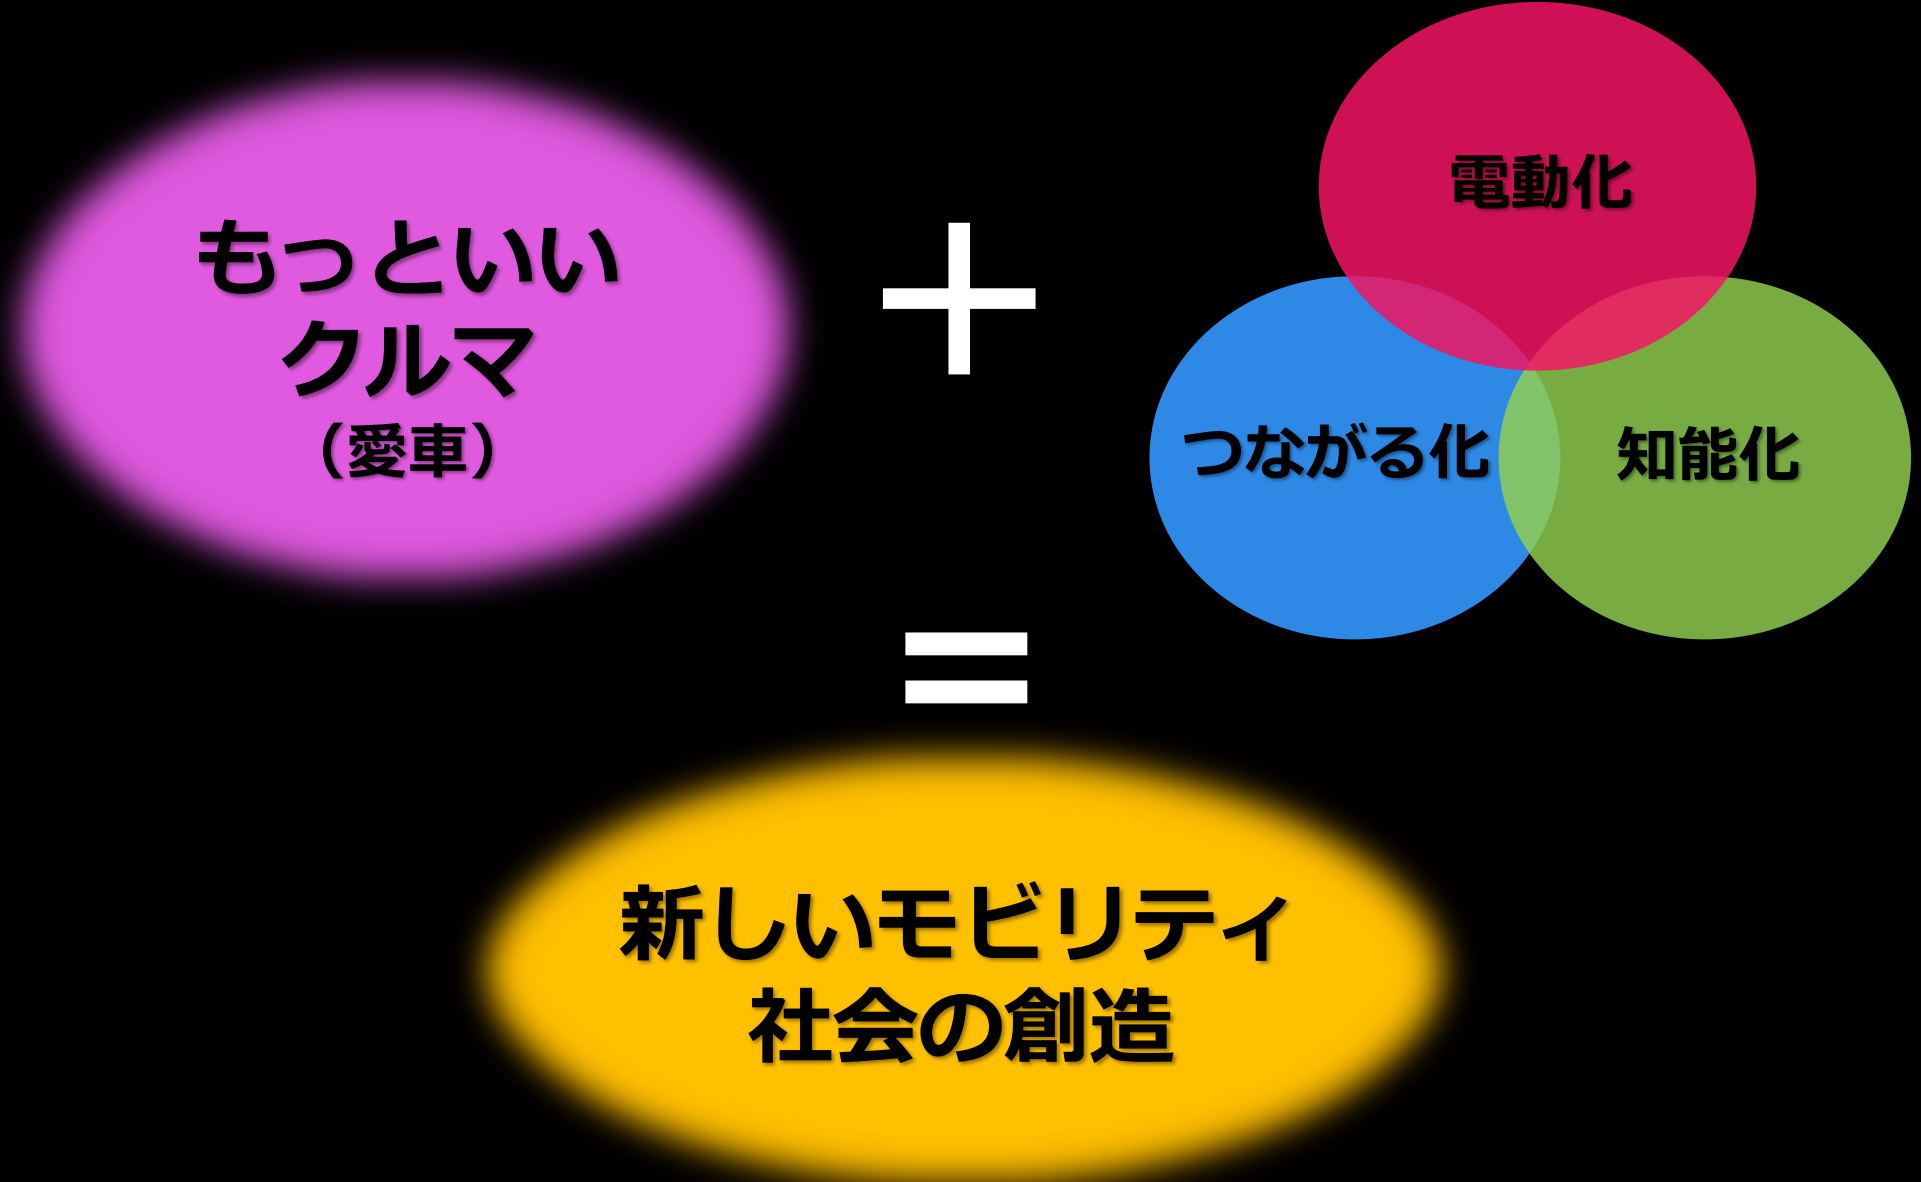 もっといい
クルマ
（愛車）
＋
電動化
つながる化
知能化
＝
新しいモビリティ
社会の創造